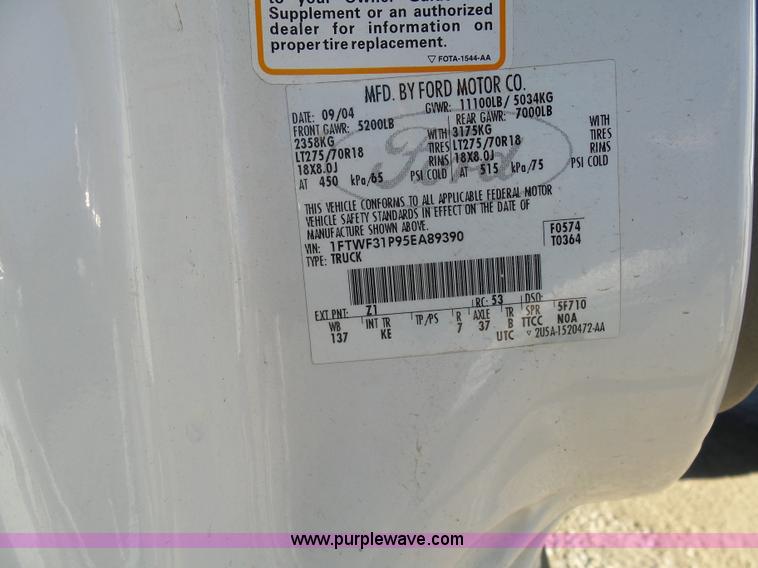 to your Owner Guide
Supplement or an authorized
dealer for information on
proper tire replacement.
▽ FOTA-1544-AA
MFD. BY FORD MOTOR CO.
DATE: 09/04 GVWR: 11100LB/ 5034KG
FRONT GAWR: 5200LB REAR GAWR: 7000LB
2358KG WITH 3175KG WITH
LT275/70R18 TIRES LT275/70R18 TIRES
18X8.0J RIMS 18X8.0J RIMS
AT 450 kPa/65 PSI COLD AT 515 kPa/75 PSI COLD
Ford
THIS VEHICLE CONFORMS TO ALL APPLICABLE FEDERAL MOTOR
VEHICLE SAFETY STANDARDS IN EFFECT ON THE DATE OF
MANUFACTURE SHOWN ABOVE.
VIN: 1FTWF31P95EA89390 F0574
TYPE: TRUCK T0364
EXT PNT: Z1 RC: 53 DSO:
WB INT TR TP/PS R AXLE TR SPR 5F710
137 KE 7 37 B TTCC NOA
UTC ▽ 2U5A-1520472-AA
www.purplewave.com